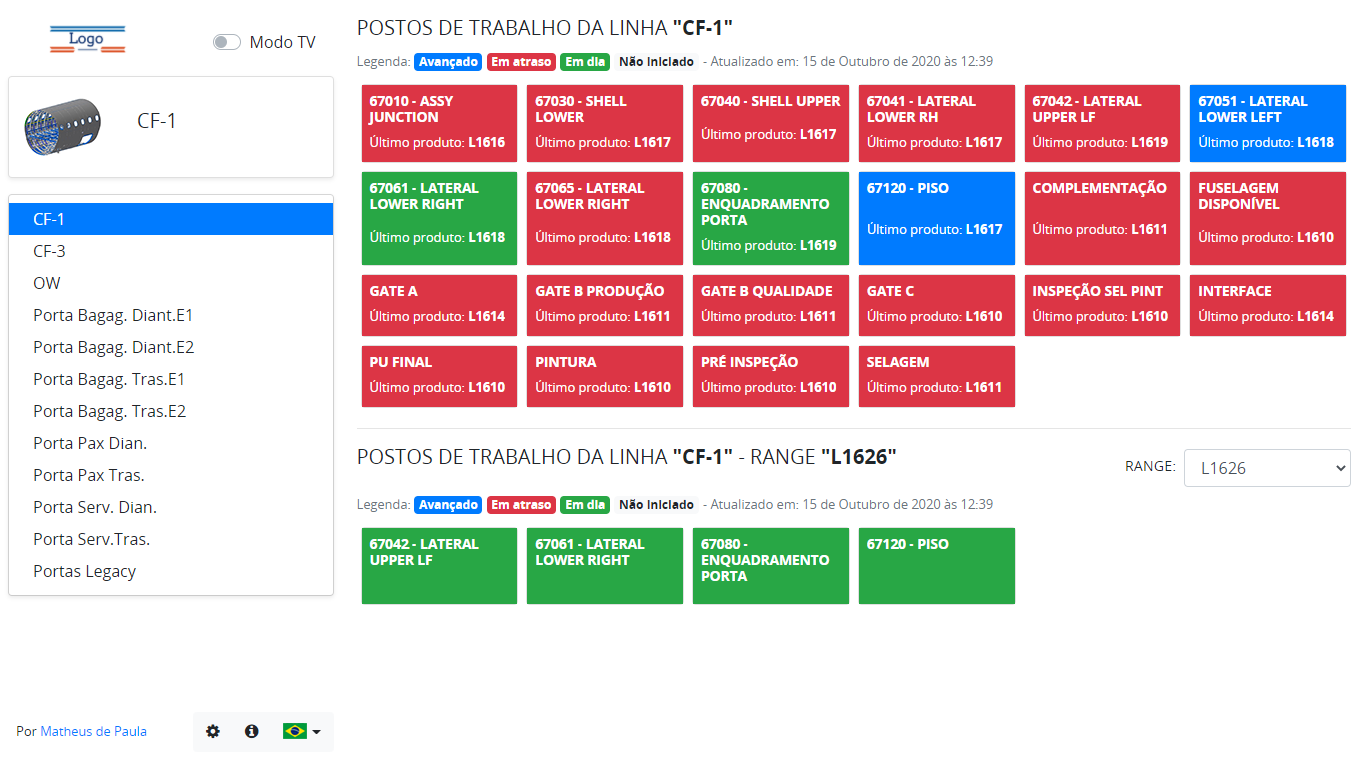 Logo
Modo TV
CF-1
CF-1
CF-3
OW
Porta Bagag. Diant.E1
Porta Bagag. Diant.E2
Porta Bagag. Tras.E1
Porta Bagag. Tras.E2
Porta Pax Dian.
Porta Pax Tras.
Porta Serv. Dian.
Porta Serv.Tras.
Portas Legacy
Por Matheus de Paula
POSTOS DE TRABALHO DA LINHA "CF-1"
Legenda: Avançado Em atraso Em dia Não iniciado - Atualizado em: 15 de Outubro de 2020 às 12:39
67010 - ASSY
JUNCTION
Último produto: L1616
67030 - SHELL
LOWER
Último produto: L1617
67040 - SHELL UPPER
Último produto: L1617
67041 - LATERAL
LOWER RH
Último produto: L1617
67042 - LATERAL
UPPER LF
Último produto: L1619
67051 - LATERAL
LOWER LEFT
Último produto: L1618
67061 - LATERAL
LOWER RIGHT
Último produto: L1618
67065 - LATERAL
LOWER RIGHT
Último produto: L1618
67080 -
ENQUADRAMENTO
PORTA
Último produto: L1619
67120 - PISO
Último produto: L1617
COMPLEMENTAÇÃO
Último produto: L1611
FUSELAGEM
DISPONÍVEL
Último produto: L1610
GATE A
Último produto: L1614
GATE B PRODUÇÃO
Último produto: L1611
GATE B QUALIDADE
Último produto: L1611
GATE C
Último produto: L1610
INSPEÇÃO SEL PINT
Último produto: L1610
INTERFACE
Último produto: L1614
PU FINAL
Último produto: L1610
PINTURA
Último produto: L1610
PRÉ INSPEÇÃO
Último produto: L1610
SELAGEM
Último produto: L1611
POSTOS DE TRABALHO DA LINHA "CF-1" - RANGE "L1626"
RANGE: L1626
Legenda: Avançado Em atraso Em dia Não iniciado - Atualizado em: 15 de Outubro de 2020 às 12:39
67042 - LATERAL
UPPER LF
67061 - LATERAL
LOWER RIGHT
67080 -
ENQUADRAMENTO
PORTA
67120 - PISO